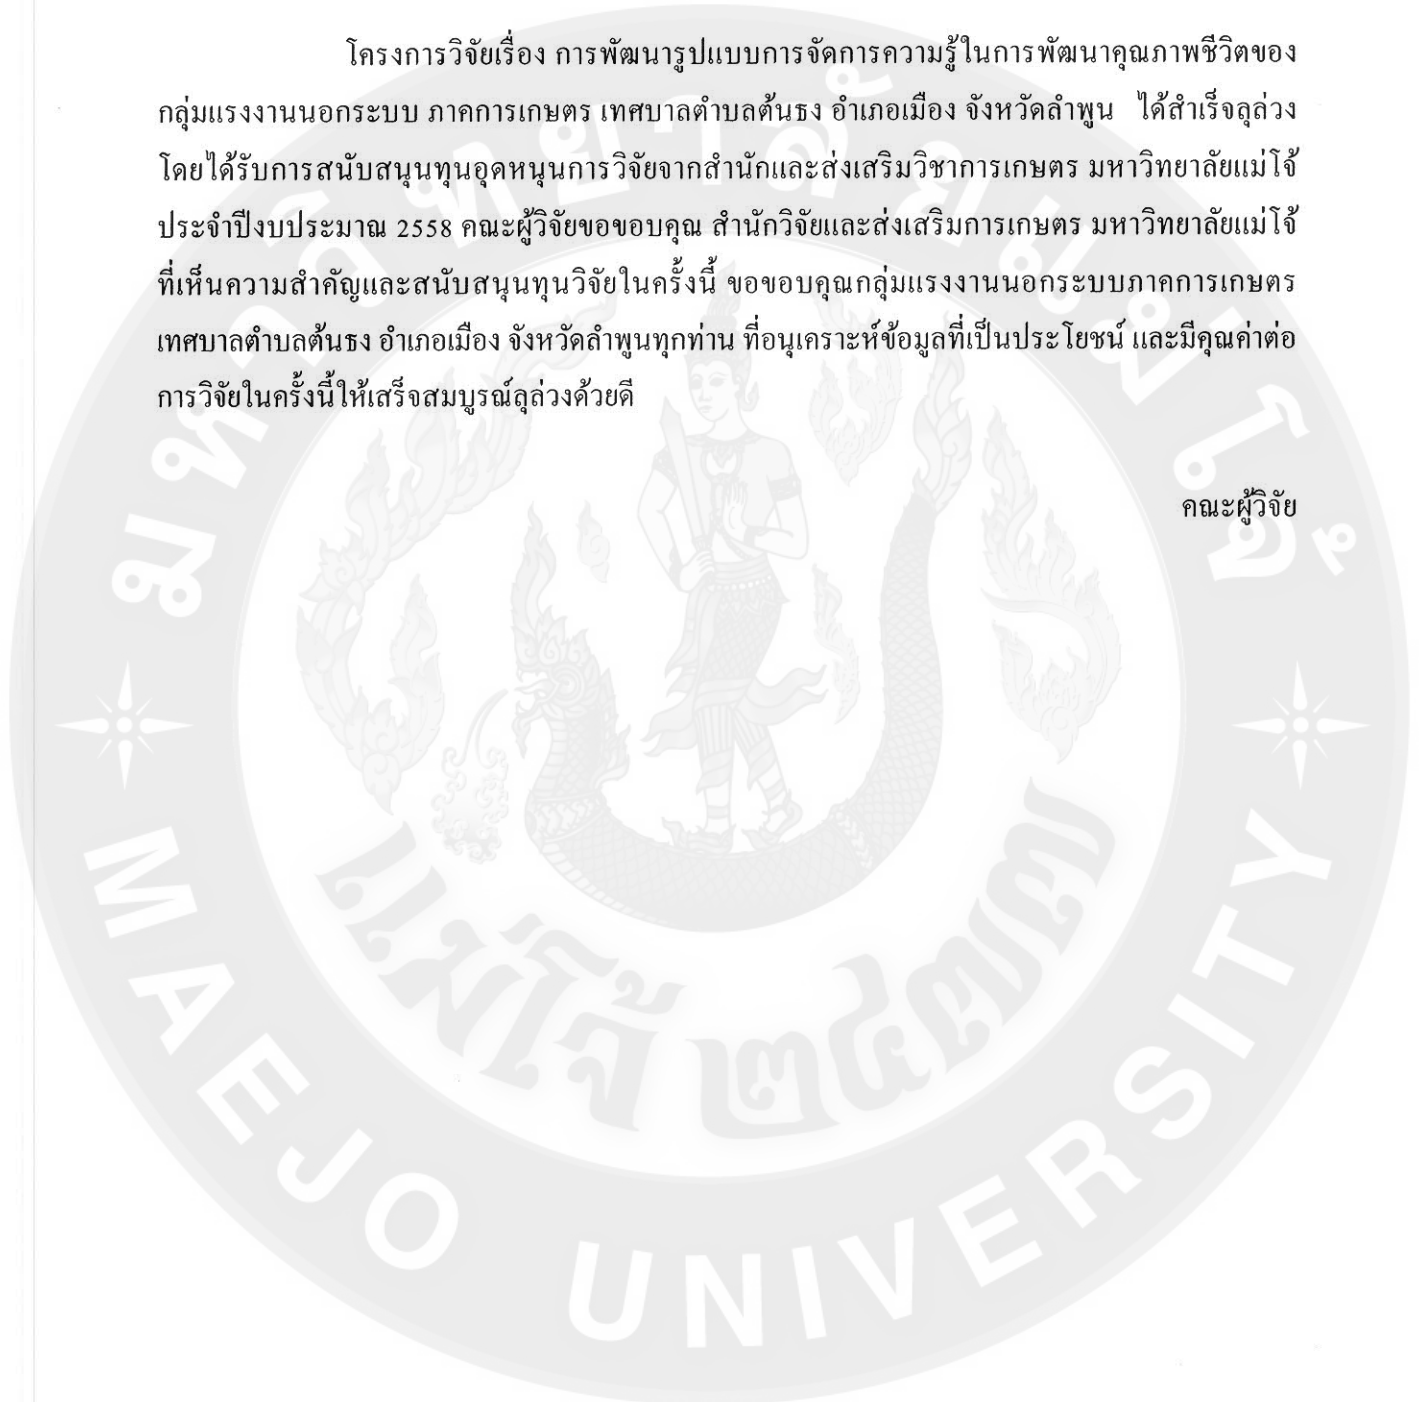 โครงการวิจัยเรื่อง การพัฒนารูปแบบการจัดการความรู้ในการพัฒนาคุณภาพชีวิตของ
กลุ่มแรงงานนอกระบบ ภาคการเกษตร เทศบาลตำบลต้นธง อำเภอเมือง จังหวัดลำพูน ได้สำเร็จลุล่วง
โดยได้รับการสนับสนุนทุนอุดหนุนการวิจัยจากสำนักและส่งเสริมวิชาการเกษตร มหาวิทยาลัยแม่โจ้
ประจำปีงบประมาณ 2558 คณะผู้วิจัยขอขอบคุณ สำนักวิจัยและส่งเสริมการเกษตร มหาวิทยาลัยแม่โจ้
ที่เห็นความสำคัญและสนับสนุนทุนวิจัยในครั้งนี้ ขอขอบคุณกลุ่มแรงงานนอกระบบภาคการเกษตร
เทศบาลตำบลต้นธง อำเภอเมือง จังหวัดลำพูนทุกท่าน ที่อนุเคราะห์ข้อมูลที่เป็นประโยชน์ และมีคุณค่าต่อ
การวิจัยในครั้งนี้ให้เสร็จสมบูรณ์ลุล่วงด้วยดี
คณะผู้วิจัย
มหาวิทยาลัยแม่โจ้
แม่โจ้ ๒๔๗๗
MAEJO UNIVERSITY